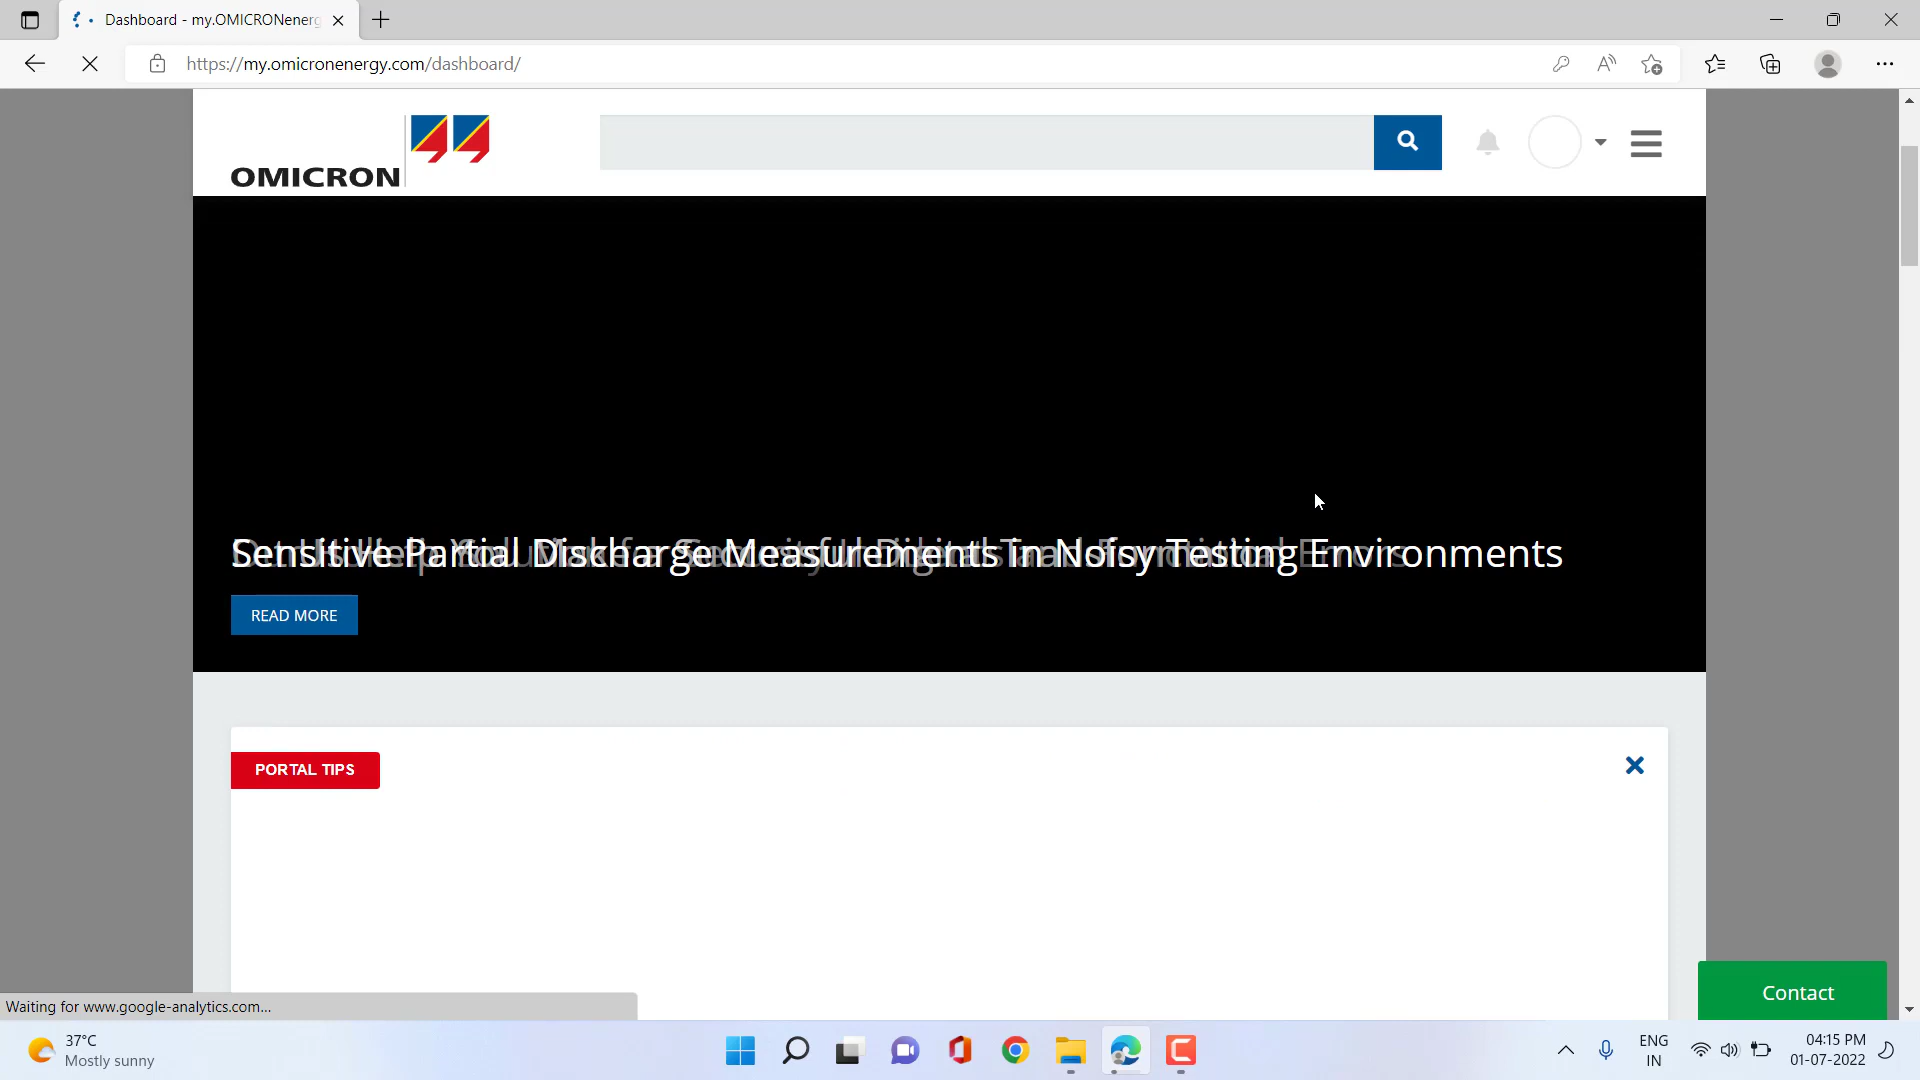 Dashboard - my.OMICRONenerg
https://my.omicronenergy.com/dashboard/
OMICRON
Sensitive Partial Discharge Measurements in Noisy Testing Environments
READ MORE
PORTAL TIPS
Contact
Waiting for www.google-analytics.com...
37°C
Mostly sunny
ENG
IN
04:15 PM
01-07-2022